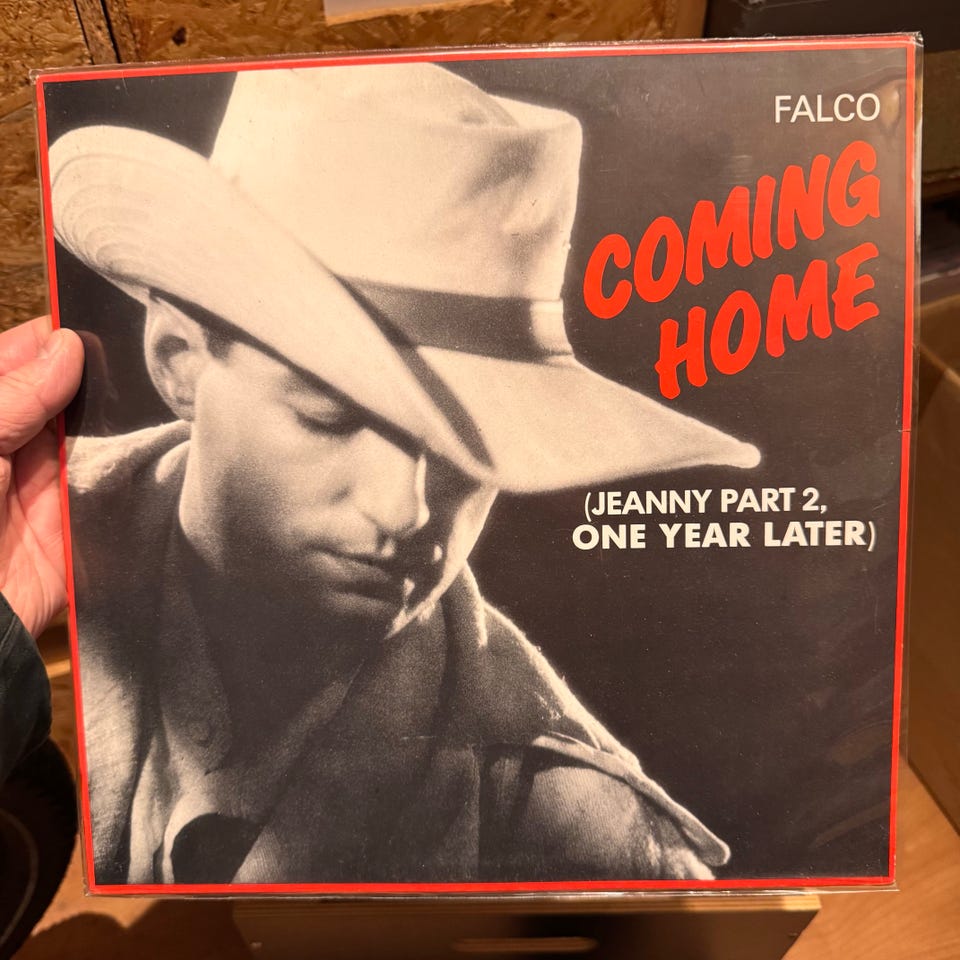 FALCO
COMING
HOME
(JEANNY PART 2,
ONE YEAR LATER)